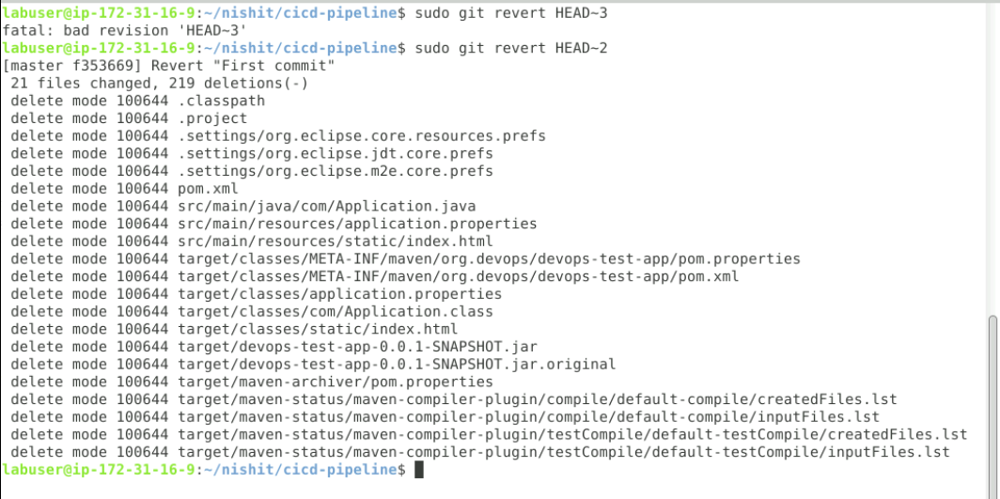 labuser@ip-172-31-16-9:~/nishit/cicd-pipeline$ sudo git revert HEAD~3
fatal: bad revision 'HEAD~3'
labuser@ip-172-31-16-9:~/nishit/cicd-pipeline$ sudo git revert HEAD~2
[master f353669] Revert "First commit"
 21 files changed, 219 deletions(-)
 delete mode 100644 .classpath
 delete mode 100644 .project
 delete mode 100644 .settings/org.eclipse.core.resources.prefs
 delete mode 100644 .settings/org.eclipse.jdt.core.prefs
 delete mode 100644 .settings/org.eclipse.m2e.core.prefs
 delete mode 100644 pom.xml
 delete mode 100644 src/main/java/com/Application.java
 delete mode 100644 src/main/resources/application.properties
 delete mode 100644 src/main/resources/static/index.html
 delete mode 100644 target/classes/META-INF/maven/org.devops/devops-test-app/pom.properties
 delete mode 100644 target/classes/META-INF/maven/org.devops/devops-test-app/pom.xml
 delete mode 100644 target/classes/application.properties
 delete mode 100644 target/classes/com/Application.class
 delete mode 100644 target/classes/static/index.html
 delete mode 100644 target/devops-test-app-0.0.1-SNAPSHOT.jar
 delete mode 100644 target/devops-test-app-0.0.1-SNAPSHOT.jar.original
 delete mode 100644 target/maven-archiver/pom.properties
 delete mode 100644 target/maven-status/maven-compiler-plugin/compile/default-compile/createdFiles.lst
 delete mode 100644 target/maven-status/maven-compiler-plugin/compile/default-compile/inputFiles.lst
 delete mode 100644 target/maven-status/maven-compiler-plugin/testCompile/default-testCompile/createdFiles.lst
 delete mode 100644 target/maven-status/maven-compiler-plugin/testCompile/default-testCompile/inputFiles.lst
labuser@ip-172-31-16-9:~/nishit/cicd-pipeline$